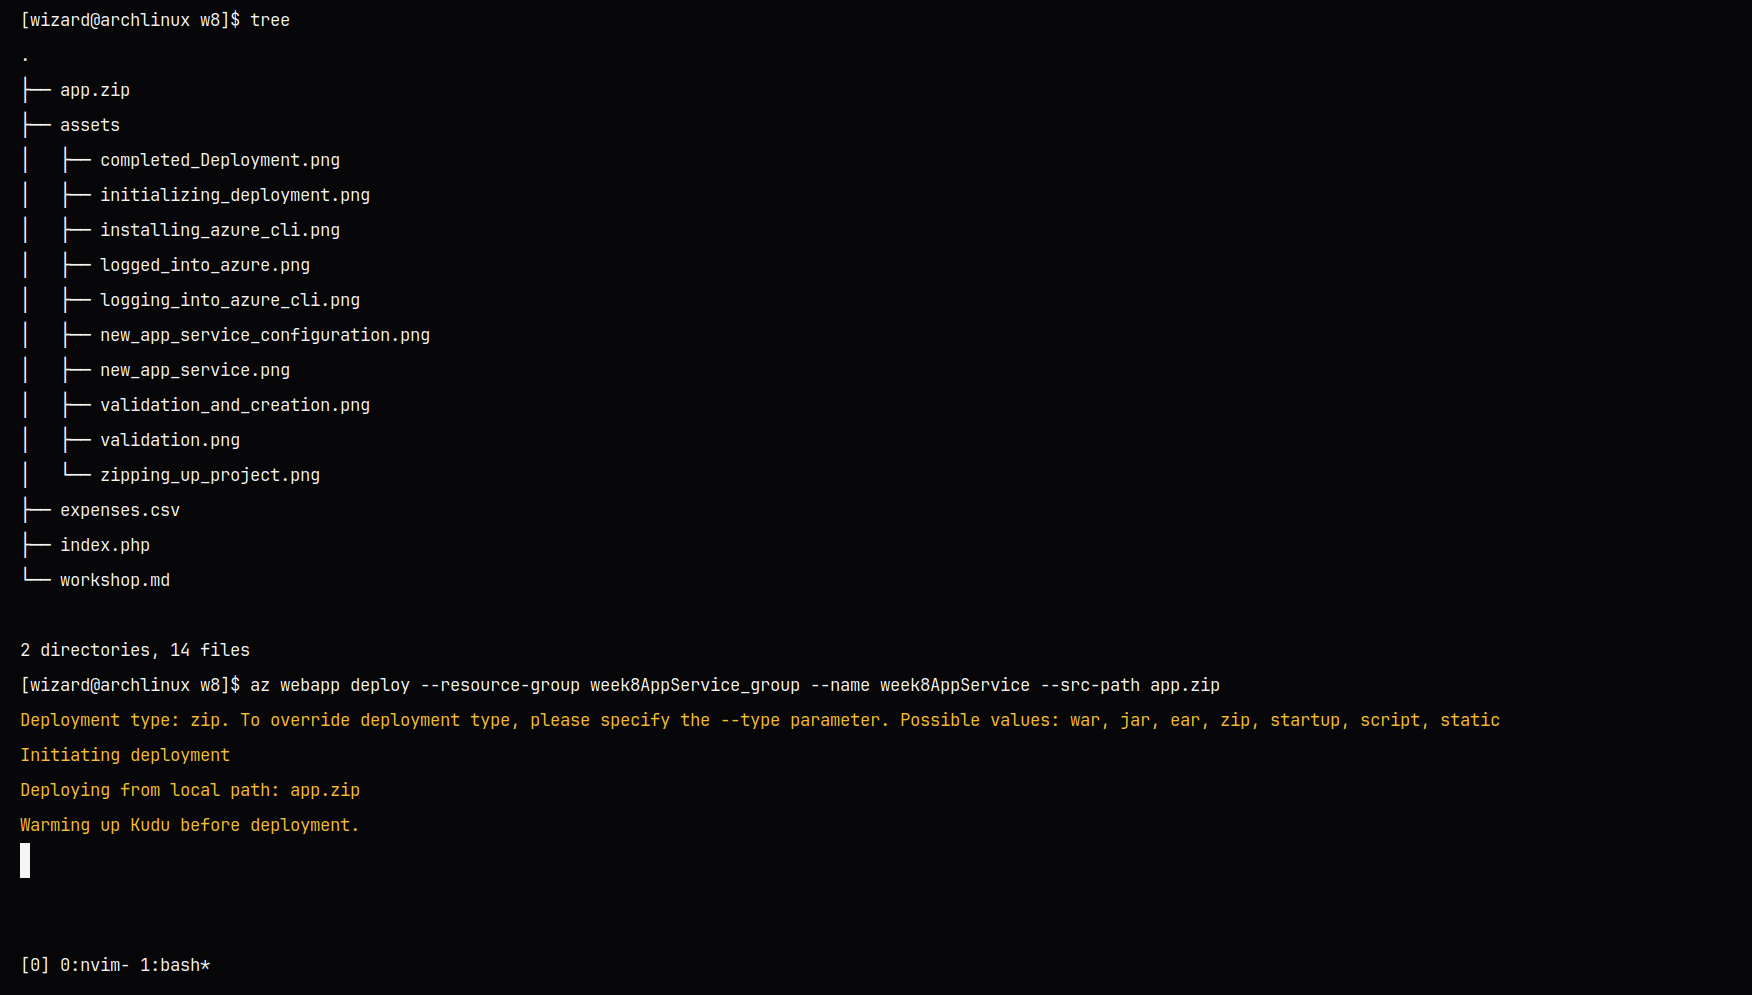 [wizard@archlinux w8]$ tree
.
├── app.zip
├── assets
│   ├── completed_Deployment.png
│   ├── initializing_deployment.png
│   ├── installing_azure_cli.png
│   ├── logged_into_azure.png
│   ├── logging_into_azure_cli.png
│   ├── new_app_service_configuration.png
│   ├── new_app_service.png
│   ├── validation_and_creation.png
│   ├── validation.png
│   └── zipping_up_project.png
├── expenses.csv
├── index.php
└── workshop.md

2 directories, 14 files
[wizard@archlinux w8]$ az webapp deploy --resource-group week8AppService_group --name week8AppService --src-path app.zip
Deployment type: zip. To override deployment type, please specify the --type parameter. Possible values: war, jar, ear, zip, startup, script, static
Initiating deployment
Deploying from local path: app.zip
Warming up Kudu before deployment.
[0] 0:nvim- 1:bash*